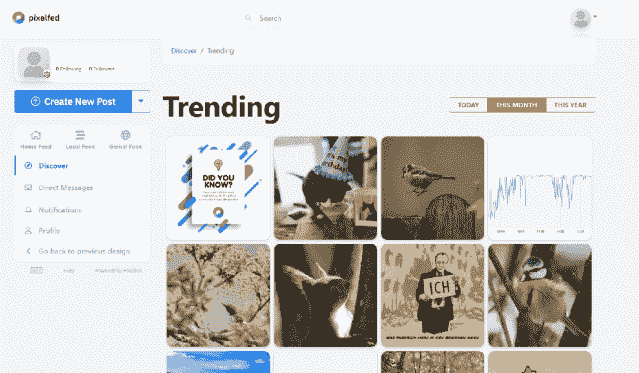 pixelfed
Search
Discover / Trending
0 Following 0 Followers
Create New Post
Trending
TODAY
THIS MONTH
THIS YEAR
Home Feed
Local Feed
Global Feed
Discover
Direct Messages
Notifications
Profile
Go back to previous design
Help
Powered by Pixelfed
DID YOU
KNOW?
ICH